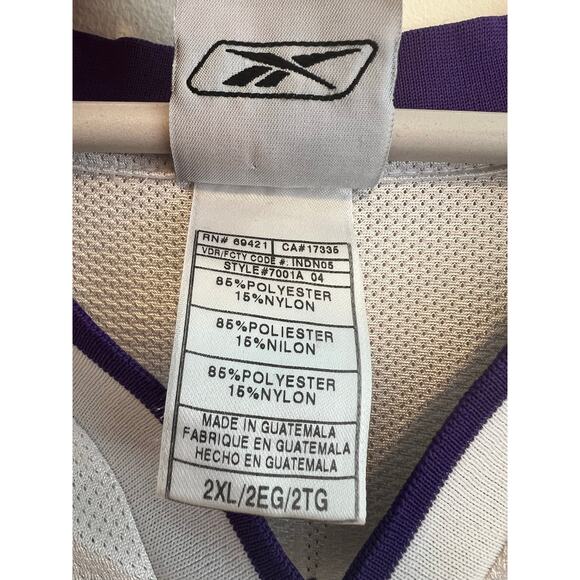 RN# 69421 CA#17335
VDR/FCTY CODE #: INDN05
STYLE#7001A 04
85%POLYESTER
15%NYLON
85%POLIESTER
15%NILON
85%POLYESTER
15%NYLON
MADE IN GUATEMALA
FABRIQUE EN GUATEMALA
HECHO EN GUATEMALA
2XL/2EG/2TG